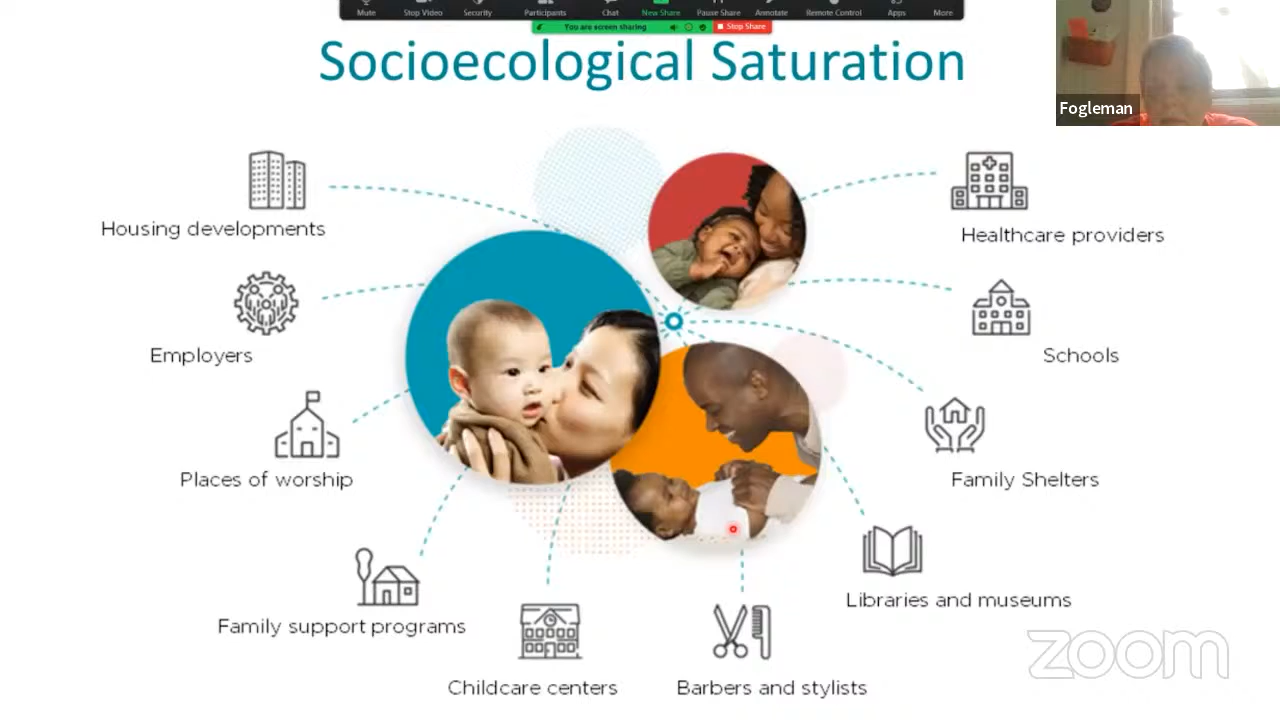 Mute Stop Video Security Participants Chat New Share Pause Share Annotate Remote Control Apps More
You are screen sharing Stop Share
Socioecological Saturation
Fogleman
Housing developments
Healthcare providers
Employers
Schools
Places of worship
Family Shelters
Family support programs
Libraries and museums
Childcare centers
Barbers and stylists
zoom